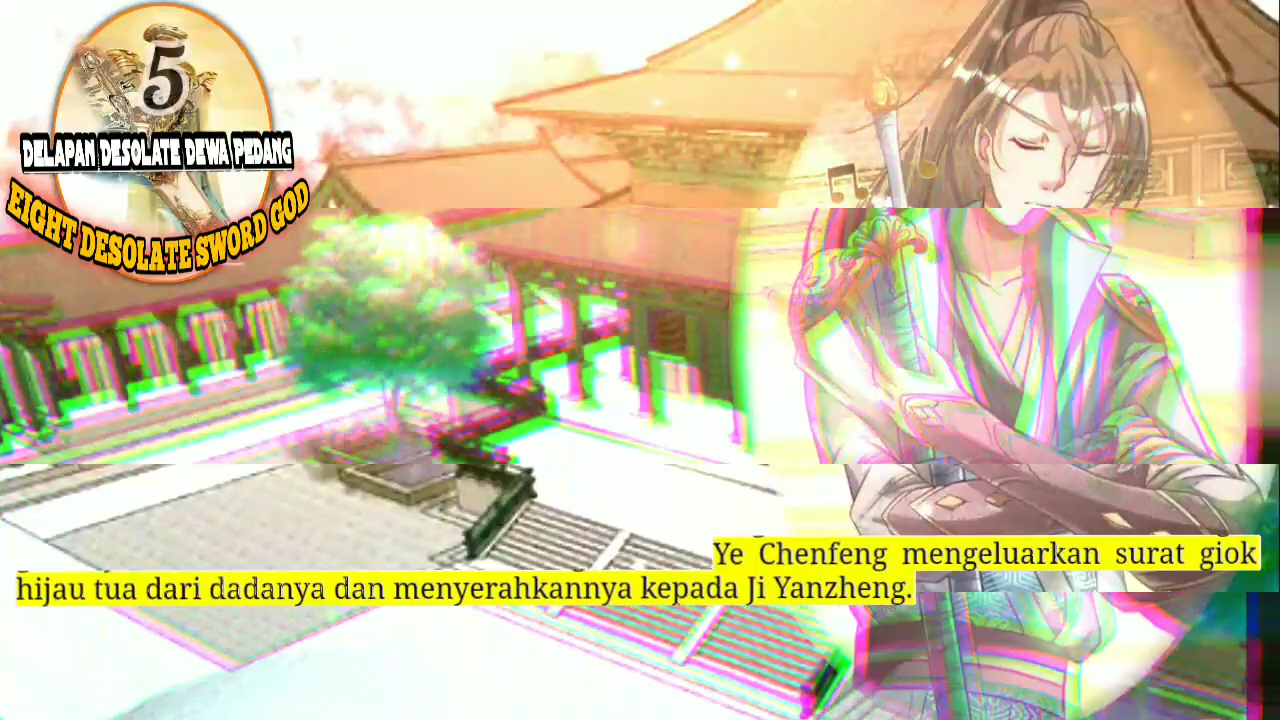 5
DELAPAN DESOLATE DEWA PEDANG
EIGHT DESOLATE SWORD GOD
Ye Chenfeng mengeluarkan surat giok
hijau tua dari dadanya dan menyerahkannya kepada Ji Yanzheng.